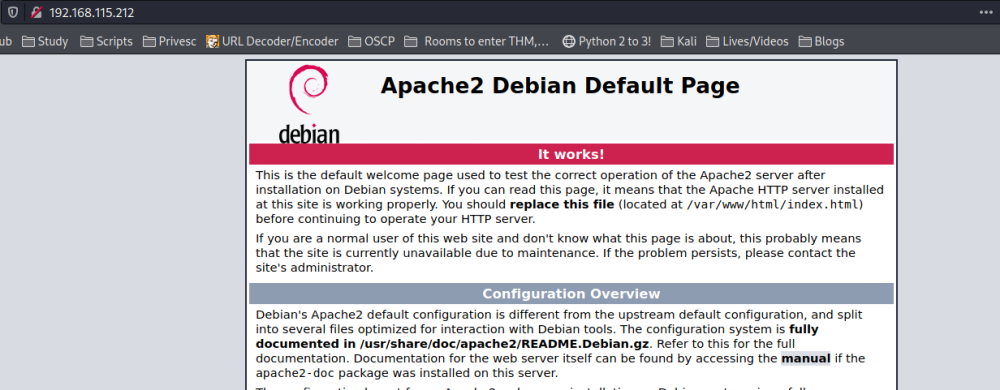 192.168.115.212
ub Study Scripts Privesc URL Decoder/Encoder OSCP Rooms to enter THM,... Python 2 to 3! Kali Lives/Videos Blogs
Apache2 Debian Default Page
debian
It works!
This is the default welcome page used to test the correct operation of the Apache2 server after
installation on Debian systems. If you can read this page, it means that the Apache HTTP server installed
at this site is working properly. You should replace this file (located at /var/www/html/index.html)
before continuing to operate your HTTP server.
If you are a normal user of this web site and don't know what this page is about, this probably means
that the site is currently unavailable due to maintenance. If the problem persists, please contact the
site's administrator.
Configuration Overview
Debian's Apache2 default configuration is different from the upstream default configuration, and split
into several files optimized for interaction with Debian tools. The configuration system is fully
documented in /usr/share/doc/apache2/README.Debian.gz. Refer to this for the full
documentation. Documentation for the web server itself can be found by accessing the manual if the
apache2-doc package was installed on this server.